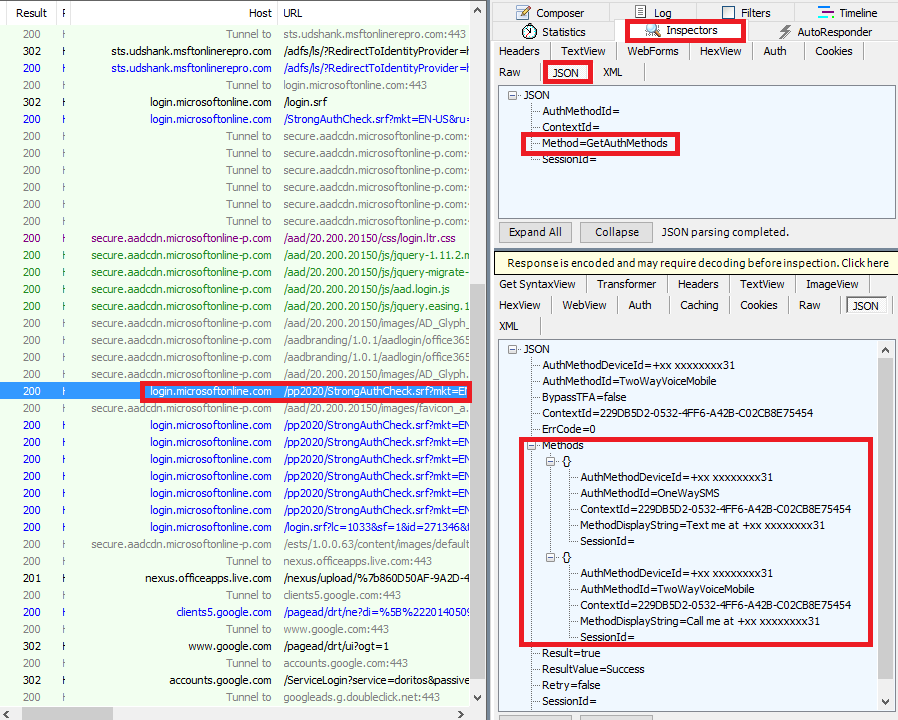 Result Host URL
200 Tunnel to sts.udshank.msftonlinerepro.com:443
302 sts.udshank.msftonlinerepro.com /adfs/ls/?RedirectToIdentityProvider=
200 sts.udshank.msftonlinerepro.com /adfs/ls/?RedirectToIdentityProvider=
200 Tunnel to login.microsoftonline.com:443
302 login.microsoftonline.com /login.srf
200 login.microsoftonline.com /StrongAuthCheck.srf?mkt=EN-US&ru=
200 Tunnel to secure.aadcdn.microsoftonline-p.com:
200 Tunnel to secure.aadcdn.microsoftonline-p.com:
200 Tunnel to secure.aadcdn.microsoftonline-p.com:
200 Tunnel to secure.aadcdn.microsoftonline-p.com:
200 Tunnel to secure.aadcdn.microsoftonline-p.com:
200 Tunnel to secure.aadcdn.microsoftonline-p.com:
200 secure.aadcdn.microsoftonline-p.com /aad/20.200.20150/css/login.ltr.css
200 secure.aadcdn.microsoftonline-p.com /aad/20.200.20150/js/jquery-1.11.2.m
200 secure.aadcdn.microsoftonline-p.com /aad/20.200.20150/js/jquery-migrate-
200 secure.aadcdn.microsoftonline-p.com /aad/20.200.20150/js/aad.login.js
200 secure.aadcdn.microsoftonline-p.com /aad/20.200.20150/js/jquery.easing.1
200 secure.aadcdn.microsoftonline-p.com /aad/20.200.20150/images/AD_Glyph_
200 secure.aadcdn.microsoftonline-p.com /aadbranding/1.0.1/aadlogin/office365
200 secure.aadcdn.microsoftonline-p.com /aadbranding/1.0.1/aadlogin/office365
200 secure.aadcdn.microsoftonline-p.com /aad/20.200.20150/images/AD_Glyph.
200 login.microsoftonline.com /pp2020/StrongAuthCheck.srf?mkt=EN
200 secure.aadcdn.microsoftonline-p.com /aad/20.200.20150/images/favicon_a.
200 login.microsoftonline.com /pp2020/StrongAuthCheck.srf?mkt=EN
200 login.microsoftonline.com /pp2020/StrongAuthCheck.srf?mkt=EN
200 login.microsoftonline.com /pp2020/StrongAuthCheck.srf?mkt=EN
200 login.microsoftonline.com /pp2020/StrongAuthCheck.srf?mkt=EN
200 login.microsoftonline.com /pp2020/StrongAuthCheck.srf?mkt=EN
200 login.microsoftonline.com /pp2020/StrongAuthCheck.srf?mkt=EN
200 login.microsoftonline.com /login.srf?lc=1033&sf=1&id=271346&
200 secure.aadcdn.microsoftonline-p.com /ests/1.0.0.63/content/images/default
200 Tunnel to nexus.officeapps.live.com:443
201 nexus.officeapps.live.com /nexus/upload/%7b860D50AF-9A2D-4
200 Tunnel to clients5.google.com:443
200 clients5.google.com /pagead/drt/ne?di=%5B%2220140509
200 Tunnel to www.google.com:443
302 www.google.com /pagead/drt/ui?ogt=1
200 Tunnel to accounts.google.com:443
302 accounts.google.com /ServiceLogin?service=doritos&passive
200 Tunnel to googleads.g.doubleclick.net:443
Composer Log Filters Timeline
Statistics Inspectors AutoResponder
Headers TextView WebForms HexView Auth Cookies
Raw JSON XML
JSON
AuthMethodId=
ContextId=
Method=GetAuthMethods
SessionId=
Expand All Collapse JSON parsing completed.
Response is encoded and may require decoding before inspection. Click here
Get SyntaxView Transformer Headers TextView ImageView
HexView WebView Auth Caching Cookies Raw JSON
XML
JSON
AuthMethodDeviceId=+xx xxxxxxxx31
AuthMethodId=TwoWayVoiceMobile
BypassTFA=false
ContextId=229DB5D2-0532-4FF6-A42B-C02CB8E75454
ErrCode=0
Methods
{}
AuthMethodDeviceId=+xx xxxxxxxx31
AuthMethodId=OneWaySMS
ContextId=229DB5D2-0532-4FF6-A42B-C02CB8E75454
MethodDisplayString=Text me at +xx xxxxxxxx31
SessionId=
{}
AuthMethodDeviceId=+xx xxxxxxxx31
AuthMethodId=TwoWayVoiceMobile
ContextId=229DB5D2-0532-4FF6-A42B-C02CB8E75454
MethodDisplayString=Call me at +xx xxxxxxxx31
SessionId=
Result=true
ResultValue=Success
Retry=false
SessionId=